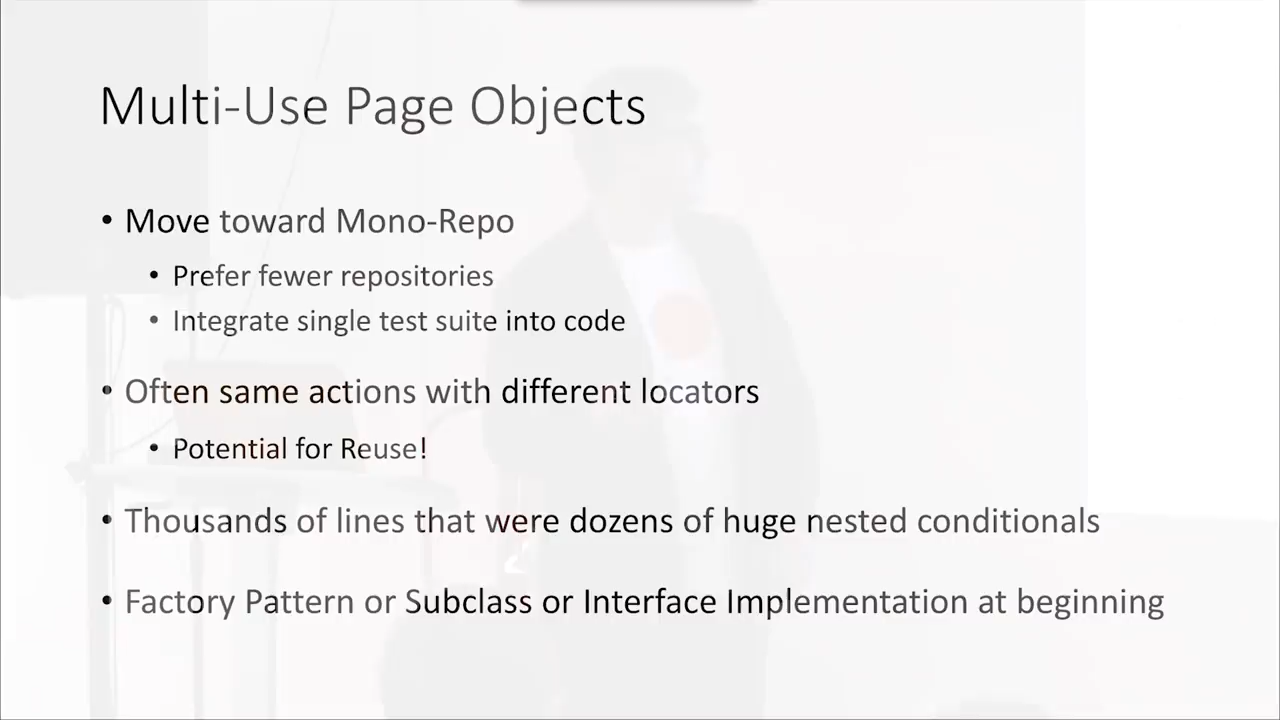 Multi-Use Page Objects
• Move toward Mono-Repo
• Prefer fewer repositories
• Integrate single test suite into code
• Often same actions with different locators
• Potential for Reuse!
• Thousands of lines that were dozens of huge nested conditionals
• Factory Pattern or Subclass or Interface Implementation at beginning